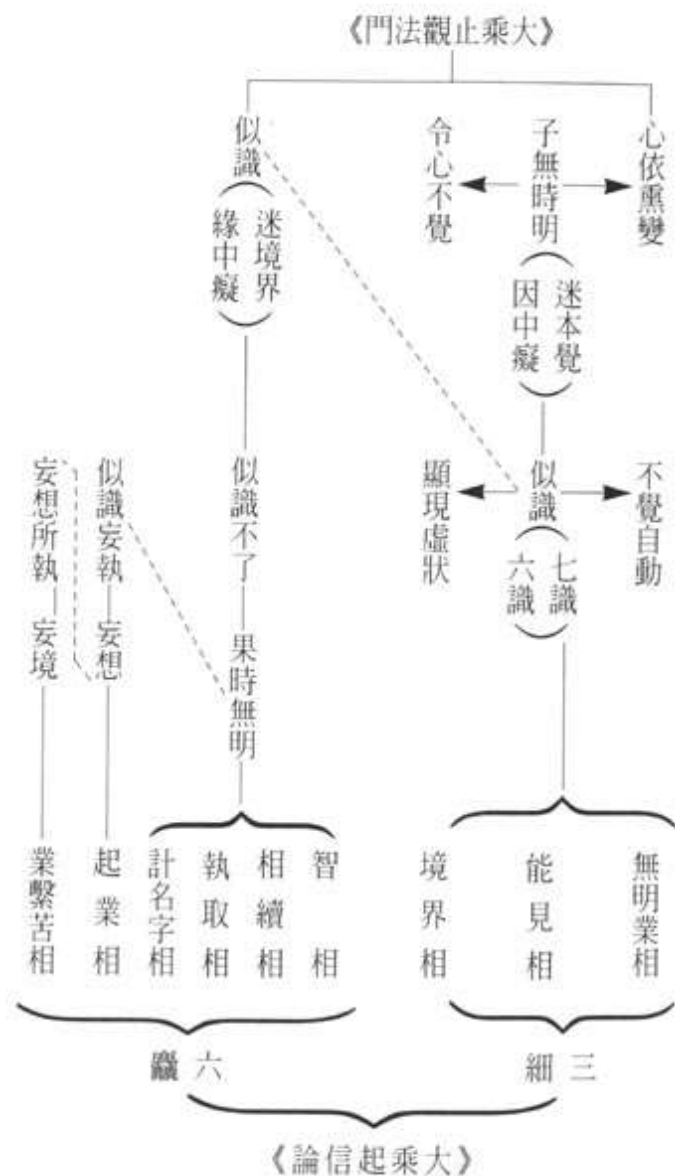 《大乘止觀法門》
心依熏變
子無時明
令心不覺
似識
(迷本覺
因中癡)
(迷境界
緣中癡)
不覺自動
似識
(七識
六識)
顯現虛狀
似識不了
果時無明
似識妄執
妄想
妄想所執
妄境
無明業相
能見相
境界相
智相
相續相
執取相
計名字相
起業相
業繫苦相
三細
六麤
《大乘起信論》